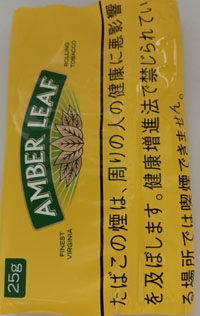 AMBER LEAF
ROLLING
TOBACCO
FINEST
VIRGINIA
25g
たばこの煙は、周りの人の健康に悪影響
を及ぼします。健康増進法で禁じられてい
る場所では喫煙できません。